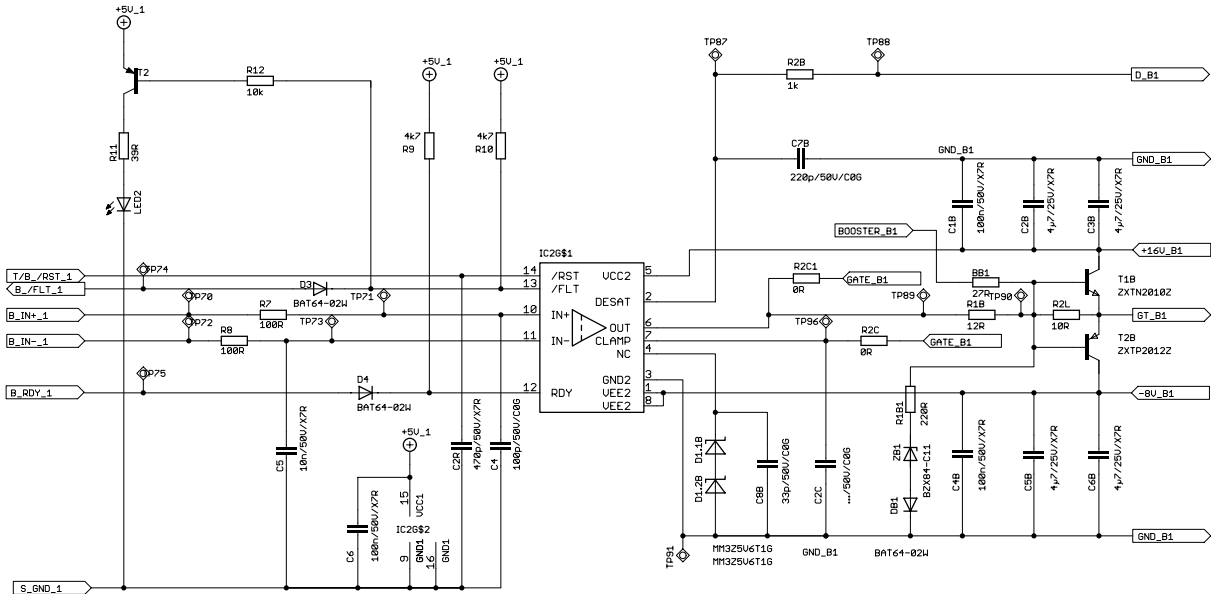 +5V_1
T2
R12
10k
+5V_1
+5V_1
4k7
R9
4k7
R10
R11
39R
LED2
TP87
TP88
R2B
1k
D_B1
C7B
220p/50V/C0G
GND_B1
GND_B1
C1B
100n/50V/X7R
C2B
4µ7/25V/X7R
C3B
4µ7/25V/X7R
BOOSTER_B1
+16V_B1
IC2G$1
T/B_/RST_1
TP74
14
/RST
VCC2
5
B_/FLT_1
D3
BAT64-02W
13
/FLT
DESAT
2
TP70
TP71
R2C1
0R
GATE_B1
BB1
27R
TP89
TP90
T1B
ZXTN2010Z
B_IN+_1
R7
100R
10
IN+
OUT
6
R1B
12R
R2L
10R
GT_B1
TP72
TP73
TP96
B_IN-_1
R8
100R
11
IN-
CLAMP
7
R2C
0R
GATE_B1
T2B
ZXTP2012Z
NC
4
GND2
3
TP75
D4
BAT64-02W
B_RDY_1
12
RDY
VEE2
1
VEE2
8
-8V_B1
R1B1
220R
ZB1
BZX84-C11
DB1
BAT64-02W
C4B
100n/50V/X7R
C5B
4µ7/25V/X7R
C6B
4µ7/25V/X7R
+5V_1
C5
10n/50V/X7R
C2R
470p/50V/X7R
C4
100p/50V/C0G
D1.1B
D1.2B
C8B
33p/50V/C0G
C2C
.../50V/C0G
C6
100n/50V/X7R
15
VCC1
IC2G$2
9
GND1
16
GND1
TP91
MM3Z5V6T1G
MM3Z5V6T1G
GND_B1
GND_B1
S_GND_1